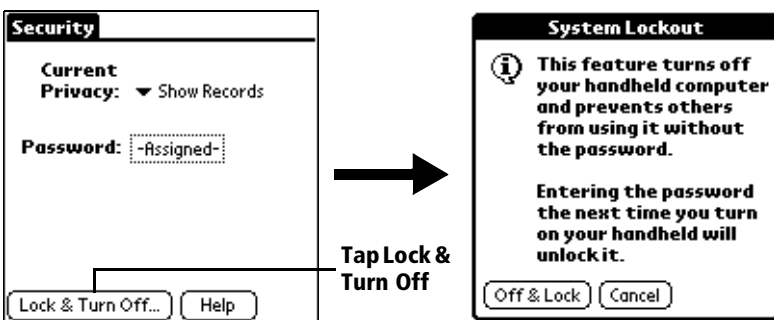 Security
Current
Privacy: Show Records
Password: -Assigned-
Lock & Turn Off... Help
Tap Lock &
Turn Off
System Lockout
This feature turns off
your handheld computer
and prevents others
from using it without
the password.
Entering the password
the next time you turn
on your handheld will
unlock it.
Off & Lock Cancel